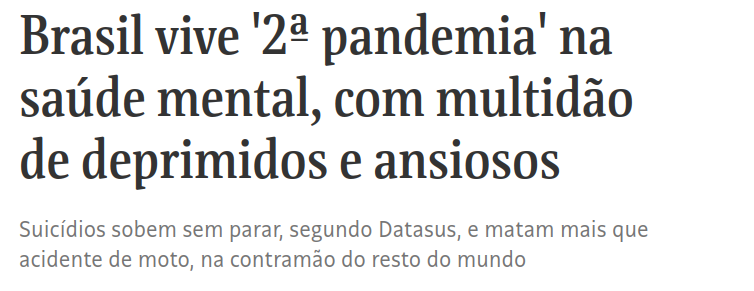 Brasil vive '2ª pandemia' na
saúde mental, com multidão
de deprimidos e ansiosos
Suicídios sobem sem parar, segundo Datasus, e matam mais que
acidente de moto, na contramão do resto do mundo